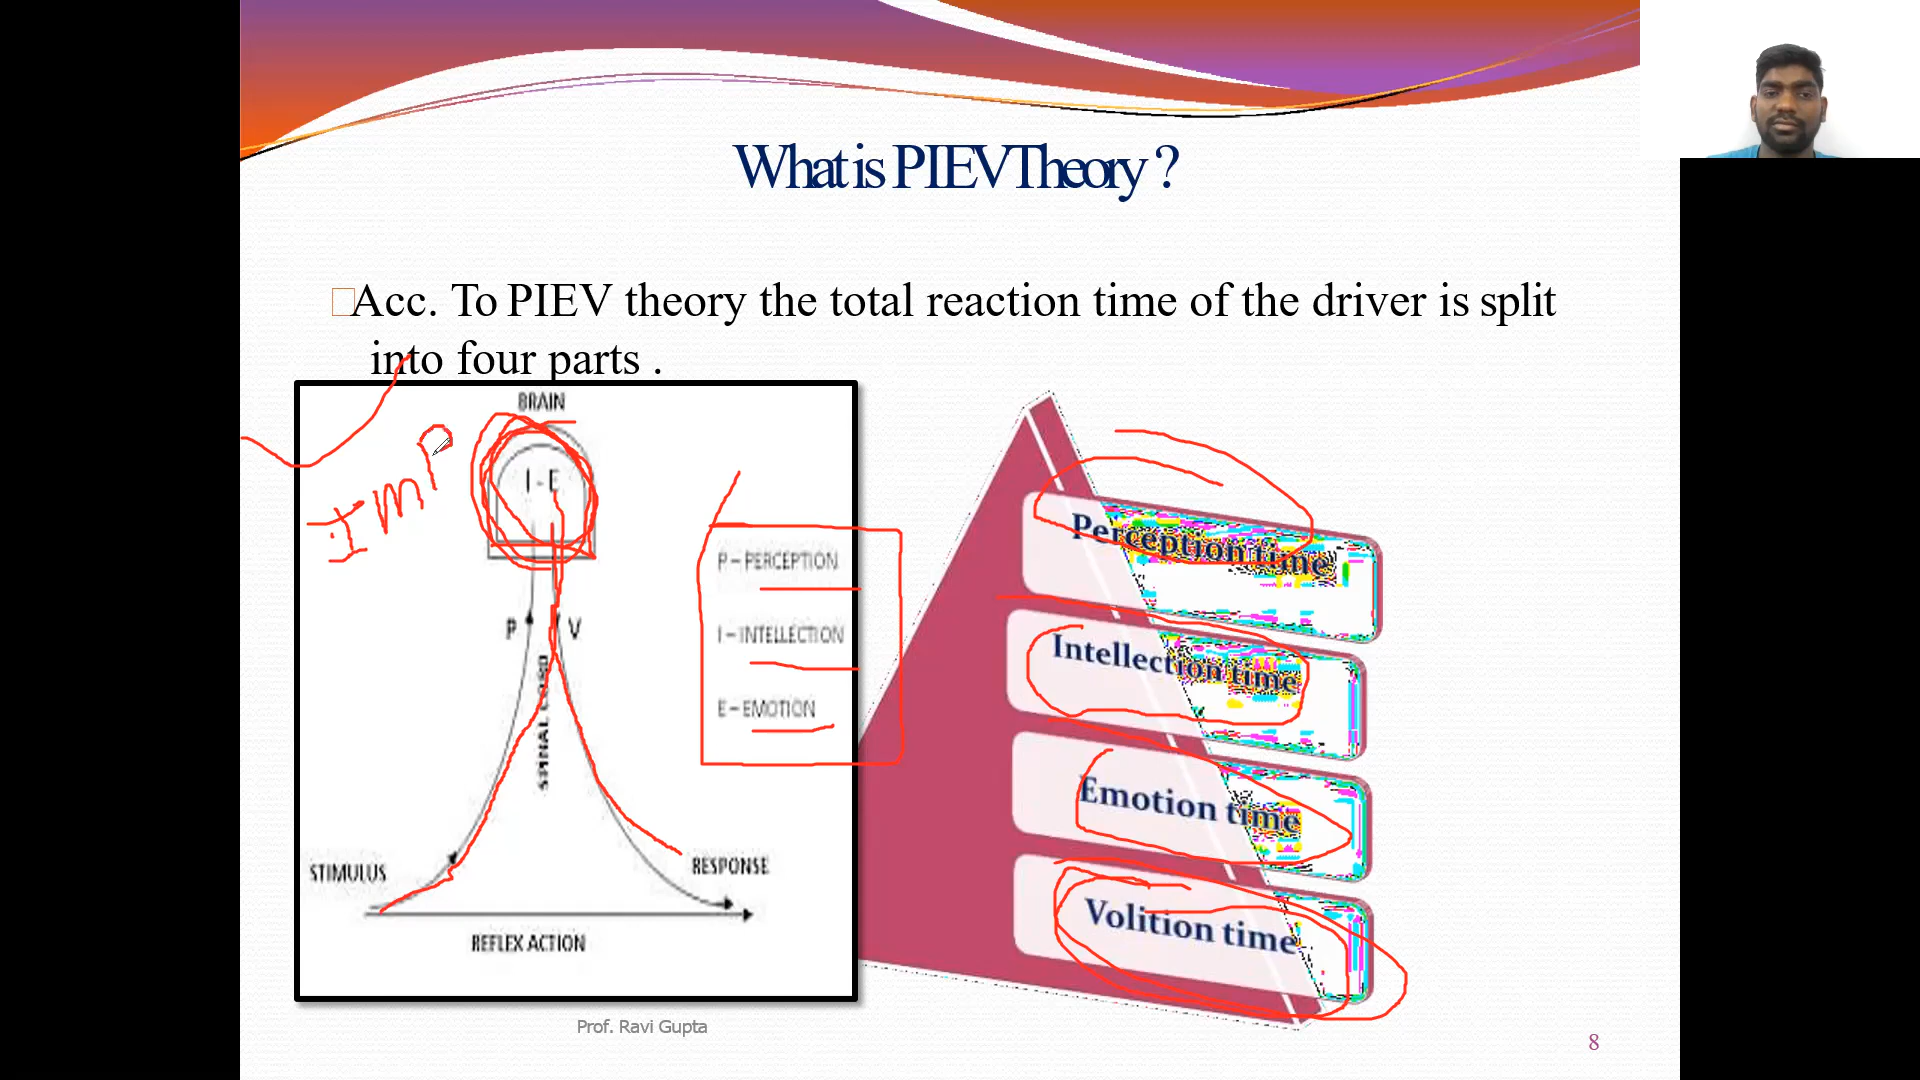 What is PIEV Theory ?
Acc. To PIEV theory the total reaction time of the driver is split
into four parts .
BRAIN
I - E
IMP
P
V
SPINAL CORD
P – PERCEPTION
I – INTELLECTION
E – EMOTION
STIMULUS
RESPONSE
REFLEX ACTION
Perception time
Intellection time
Emotion time
Volition time
Prof. Ravi Gupta
8